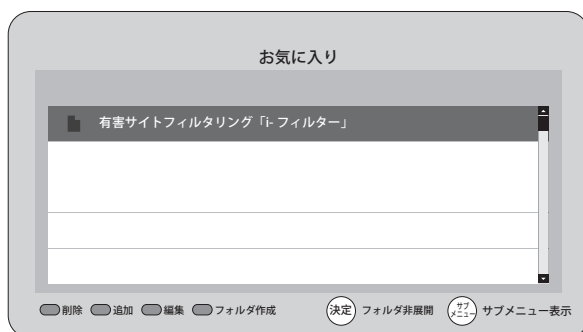 お気に入り
有害サイトフィルタリング「i-フィルター」
削除 追加 編集 フォルダ作成 決定 フォルダ非展開 サブメニュー サブメニュー表示